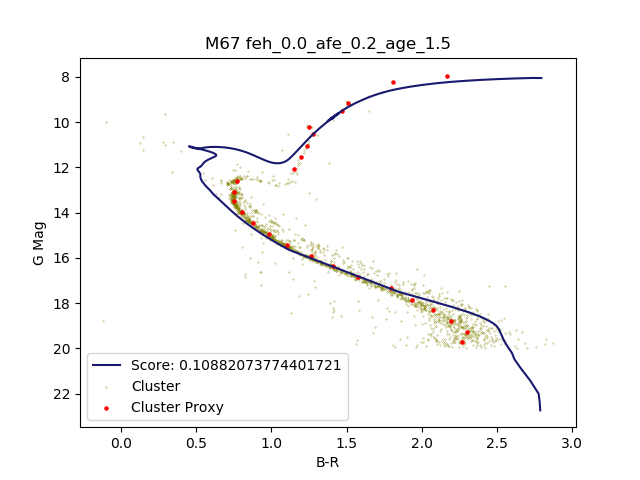 M67 feh_0.0_afe_0.2_age_1.5
G Mag
8
10
12
14
16
18
20
22
Score: 0.10882073774401721
Cluster
Cluster Proxy
0.0 0.5 1.0 1.5 2.0 2.5 3.0
B-R